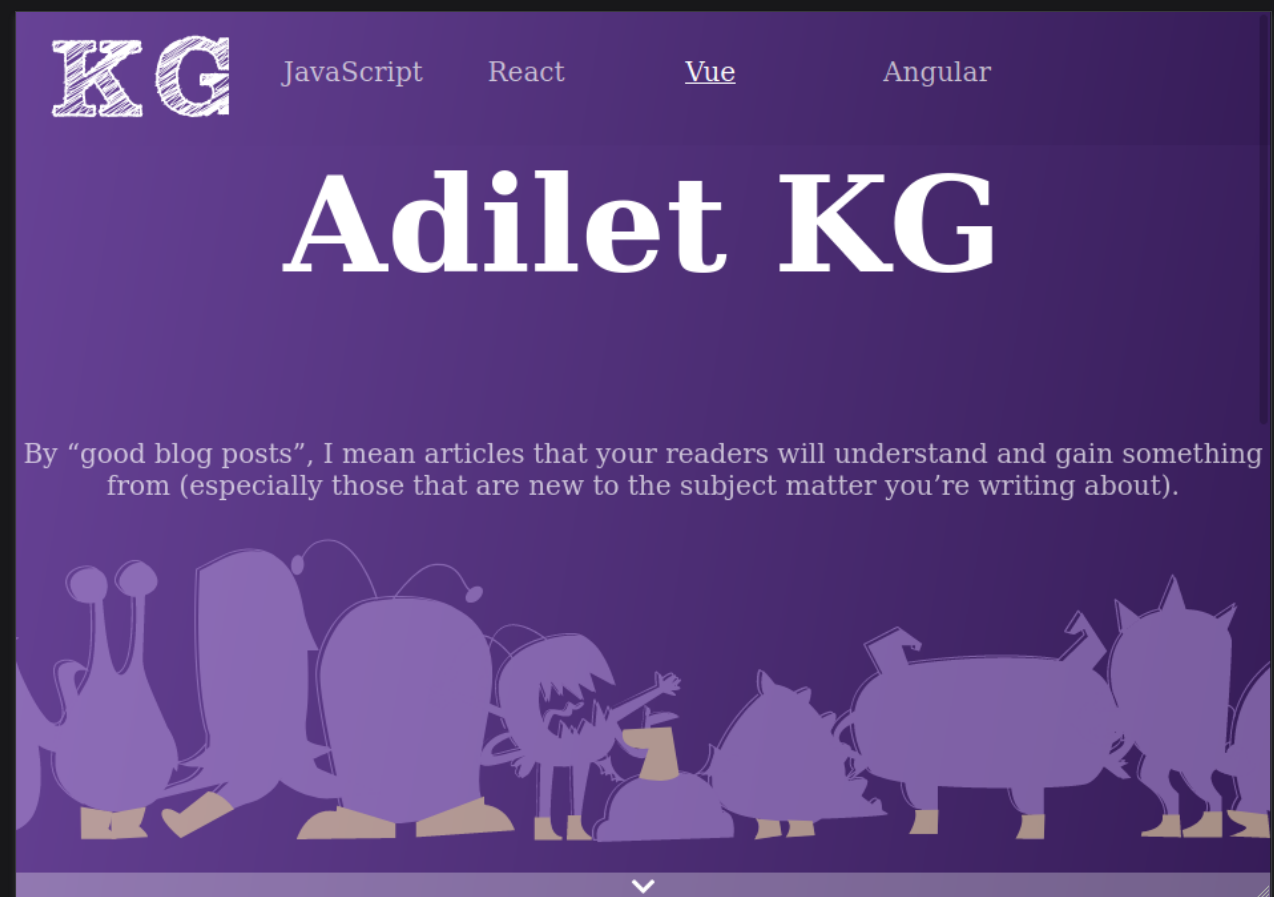 KG JavaScript React Vue Angular
Adilet KG
By “good blog posts”, I mean articles that your readers will understand and gain something
from (especially those that are new to the subject matter you’re writing about).